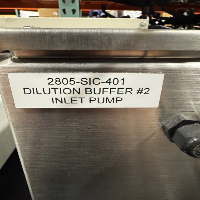 2805-SIC-401
DILUTION BUFFER #2
INLET PUMP